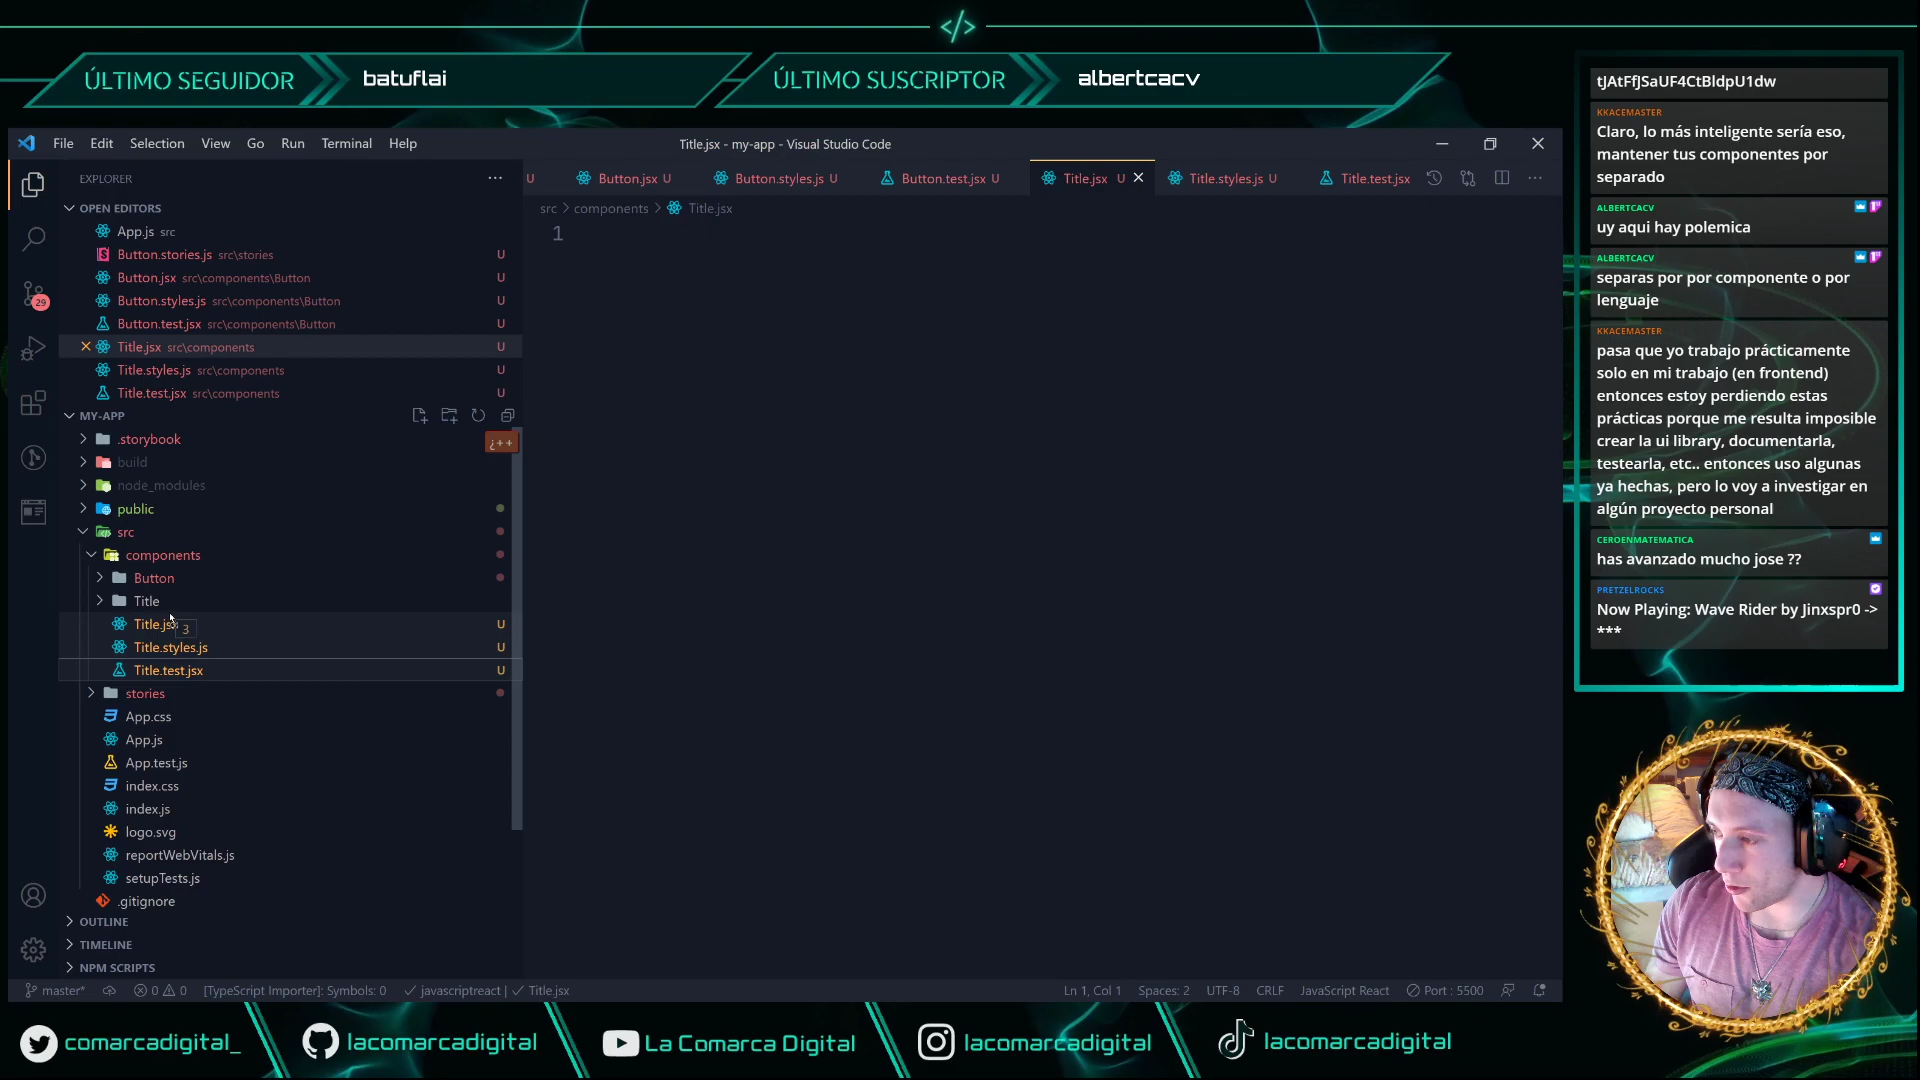 </>
ÚLTIMO SEGUIDOR
batuflai
ÚLTIMO SUSCRIPTOR
albertcacv
File Edit Selection View Go Run Terminal Help
Title.jsx - my-app - Visual Studio Code
EXPLORER
OPEN EDITORS
App.js src
Button.stories.js src\stories U
Button.jsx src\components\Button U
Button.styles.js src\components\Button U
Button.test.jsx src\components\Button U
Title.jsx src\components U
Title.styles.js src\components U
Title.test.jsx src\components U
MY-APP
.storybook
¿++
build
node_modules
public
src
components
Button
Title
Title.js U
3
Title.styles.js U
Title.test.jsx U
stories
App.css
App.js
App.test.js
index.css
index.js
logo.svg
reportWebVitals.js
setupTests.js
.gitignore
OUTLINE
TIMELINE
NPM SCRIPTS
29
U Button.jsx U Button.styles.js U Button.test.jsx U Title.jsx U Title.styles.js U Title.test.jsx
src > components > Title.jsx
1
master* 0 0 [TypeScript Importer]: Symbols: 0 javascriptreact | Title.jsx
Ln 1, Col 1 Spaces: 2 UTF-8 CRLF JavaScript React Port : 5500
tJAtFfJSaUF4CtBldpU1dw
KKACEMASTER
Claro, lo más inteligente sería eso,
mantener tus componentes por
separado
ALBERTCACV
uy aqui hay polemica
ALBERTCACV
separas por por componente o por
lenguaje
KKACEMASTER
pasa que yo trabajo prácticamente
solo en mi trabajo (en frontend)
entonces estoy perdiendo estas
prácticas porque me resulta imposible
crear la ui library, documentarla,
testearla, etc.. entonces uso algunas
ya hechas, pero lo voy a investigar en
algún proyecto personal
CEROENMATEMATICA
has avanzado mucho jose ??
PRETZELROCKS
Now Playing: Wave Rider by Jinxspr0 ->
***
comarcadigital_
lacomarcadigital
La Comarca Digital
lacomarcadigital
lacomarcadigital